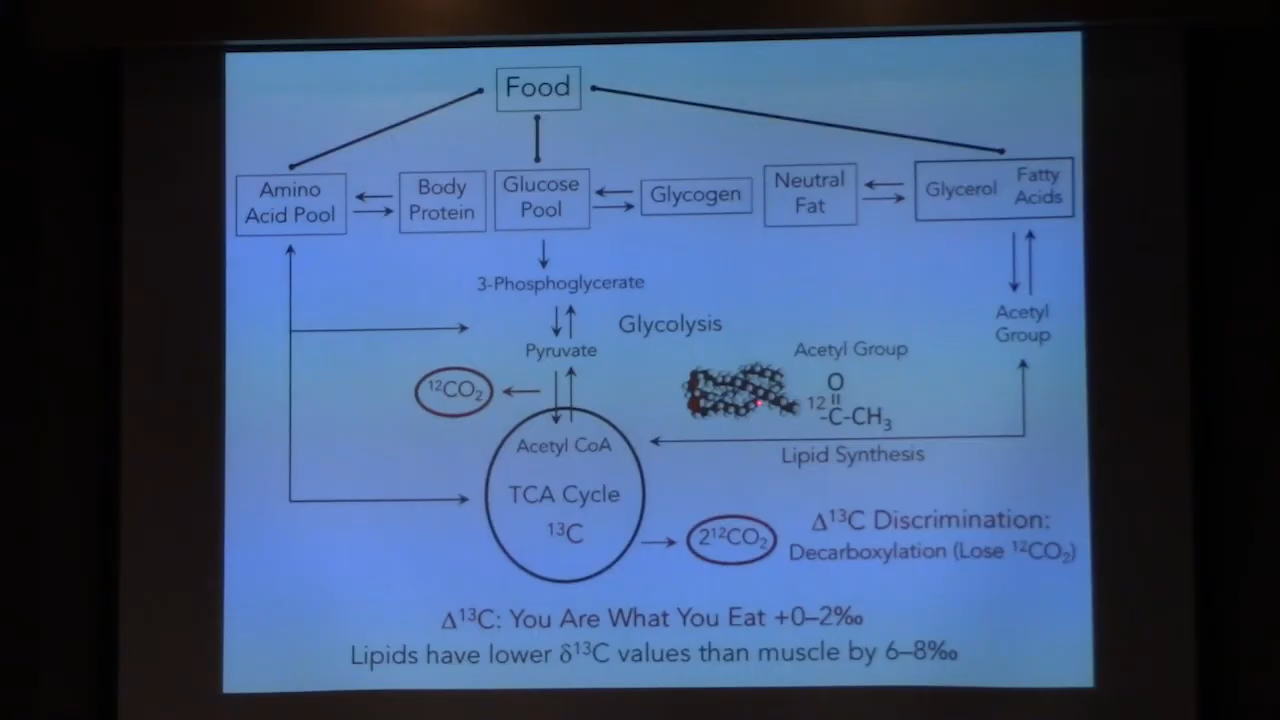 Food
Amino
Acid Pool
Body
Protein
Glucose
Pool
Glycogen
Neutral
Fat
Glycerol
Fatty
Acids
3-Phosphoglycerate
Glycolysis
Pyruvate
¹²CO₂
Acetyl Group
O
¹²
-C-CH₃
Acetyl
Group
Acetyl CoA
Lipid Synthesis
TCA Cycle
¹³C
2¹²CO₂
Δ¹³C Discrimination:
Decarboxylation (Lose ¹²CO₂)
Δ¹³C: You Are What You Eat +0–2‰
Lipids have lower δ¹³C values than muscle by 6–8‰